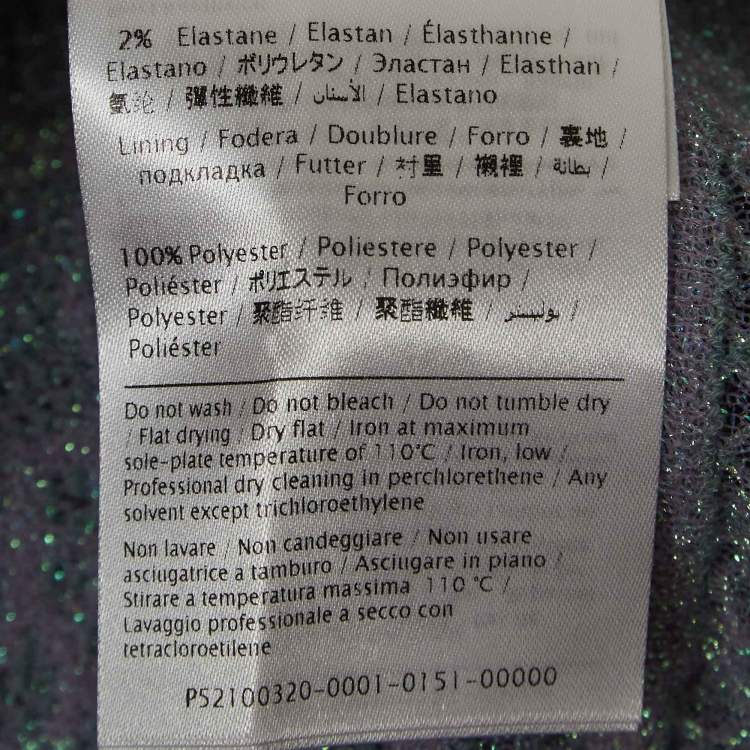 2% Elastane / Elastan / Élasthanne /
Elastano / ポリウレタン / Эластан / Elasthan /
氨纶 / 彈性纖維 / الأستان / Elastano
Lining / Fodera / Doublure / Forro / 裏地 /
подкладка / Futter / 衬里 / 襯裡 / بطانة /
Forro
100% Polyester / Poliestere / Polyester /
Poliéster / ポリエステル / Полиэфир /
Polyester / 聚酯纤维 / 聚酯纖維 / بوليستر /
Poliéster
Do not wash / Do not bleach / Do not tumble dry
/ Flat drying / Dry flat / Iron at maximum
sole-plate temperature of 110°C / Iron, low /
Professional dry cleaning in perchlorethene / Any
solvent except trichloroethylene
Non lavare / Non candeggiare / Non usare
asciugatrice a tamburo / Asciugare in piano /
Stirare a temperatura massima 110 °C /
Lavaggio professionale a secco con
tetracloroetilene
P52100320-0001-0151-00000